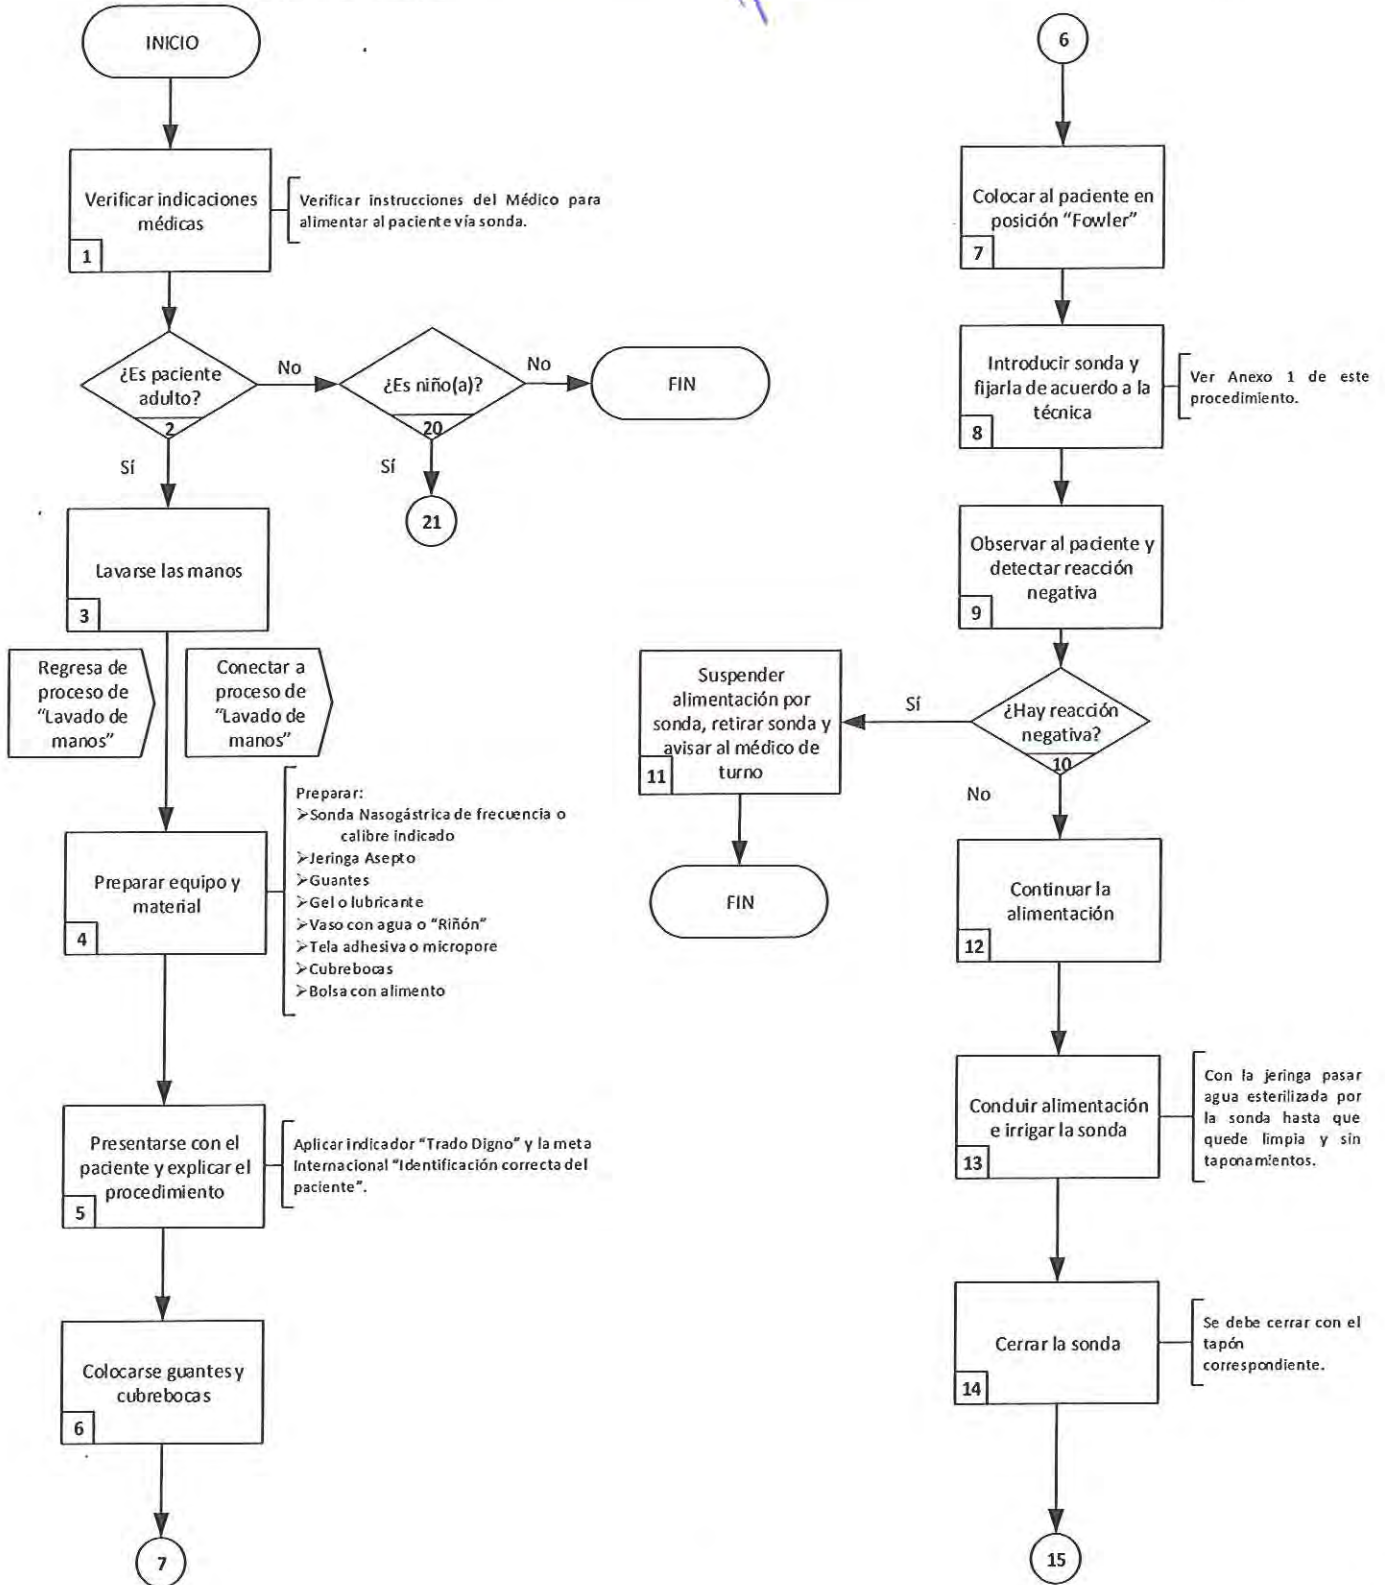 INICIO
Verificar indicaciones
médicas
1
Verificar instrucciones del Médico para
alimentar al paciente vía sonda.
¿Es paciente
adulto?
2
No
¿Es niño(a)?
20
No
FIN
Sí
Sí
21
Lavarse las manos
3
Regresa de
proceso de
"Lavado de
manos"
Conectar a
proceso de
"Lavado de
manos"
Preparar equipo y
material
4
Preparar:
➢Sonda Nasogástrica de frecuencia o
calibre indicado
➢Jeringa Asepto
➢Guantes
➢Gel o lubricante
➢Vaso con agua o "Riñón"
➢Tela adhesiva o micropore
➢Cubrebocas
➢Bolsa con alimento
Presentarse con el
paciente y explicar el
procedimiento
5
Aplicar indicador "Trado Digno" y la meta
Internacional "Identificación correcta del
paciente".
Colocarse guantes y
cubrebocas
6
7
6
Colocar al paciente en
posición "Fowler"
7
Introducir sonda y
fijarla de acuerdo a la
técnica
8
Ver Anexo 1 de este
procedimiento.
Observar al paciente y
detectar reacción
negativa
9
¿Hay reacción
negativa?
10
Sí
Suspender
alimentación por
sonda, retirar sonda y
avisar al médico de
turno
11
FIN
No
Continuar la
alimentación
12
Concluir alimentación
e irrigar la sonda
13
Con la jeringa pasar
agua esterilizada por
la sonda hasta que
quede limpia y sin
taponamientos.
Cerrar la sonda
14
Se debe cerrar con el
tapón
correspondiente.
15